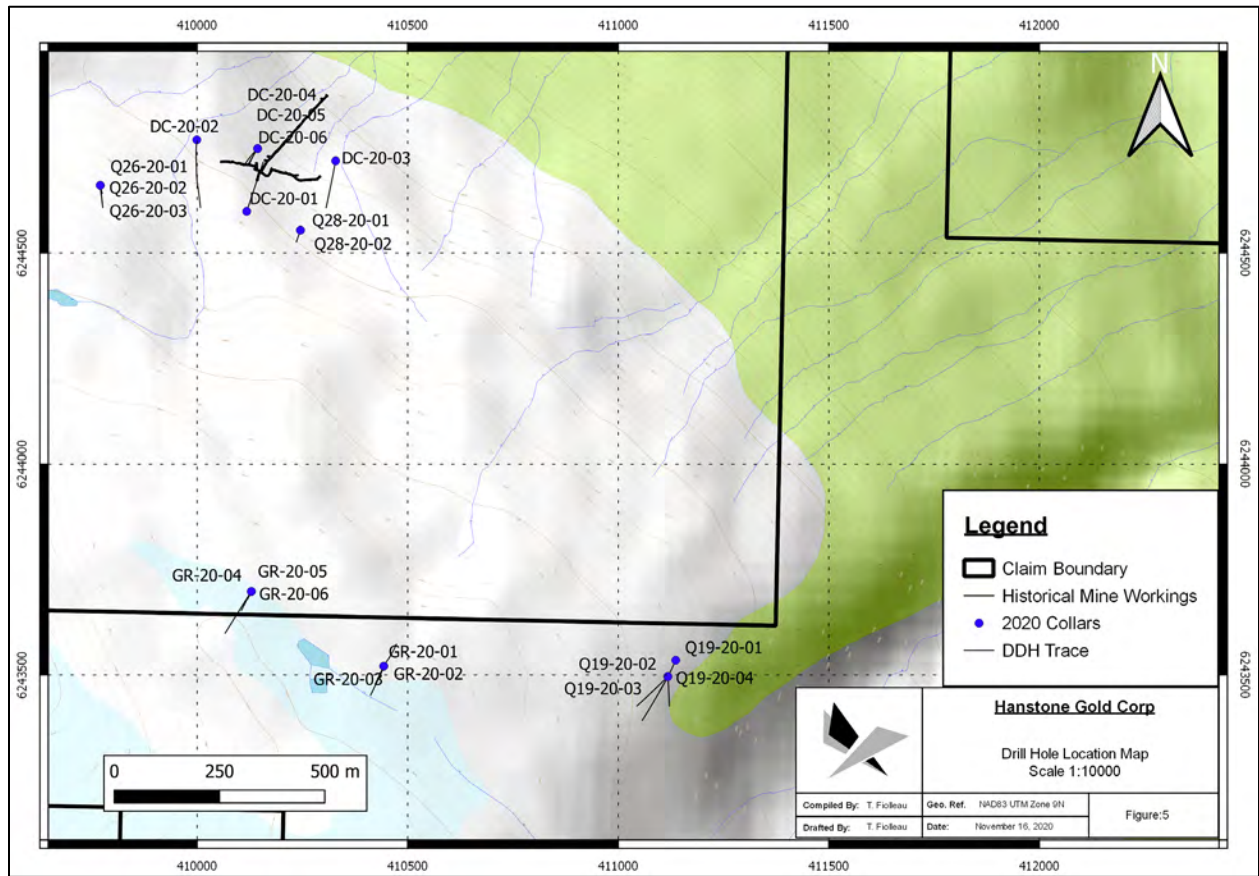 410000 410500 411000 411500 412000
N
DC-20-04
DC-20-05
DC-20-02
DC-20-06
DC-20-03
Q26-20-01
Q26-20-02
Q26-20-03
DC-20-01
Q28-20-01
Q28-20-02
6244500 6244500
6244000 6244000
GR-20-04 GR-20-05
GR-20-06
GR-20-01
GR-20-03 GR-20-02
Q19-20-01
Q19-20-02
Q19-20-03 Q19-20-04
6243500 6243500
Legend
Claim Boundary
Historical Mine Workings
2020 Collars
DDH Trace
Hanstone Gold Corp
Drill Hole Location Map
Scale 1:10000
Compiled By: T. Fiolleau Geo. Ref. NAD83 UTM Zone 9N
Drafted By: T. Fiolleau Date: November 16, 2020
Figure:5
0 250 500 m
410000 410500 411000 411500 412000